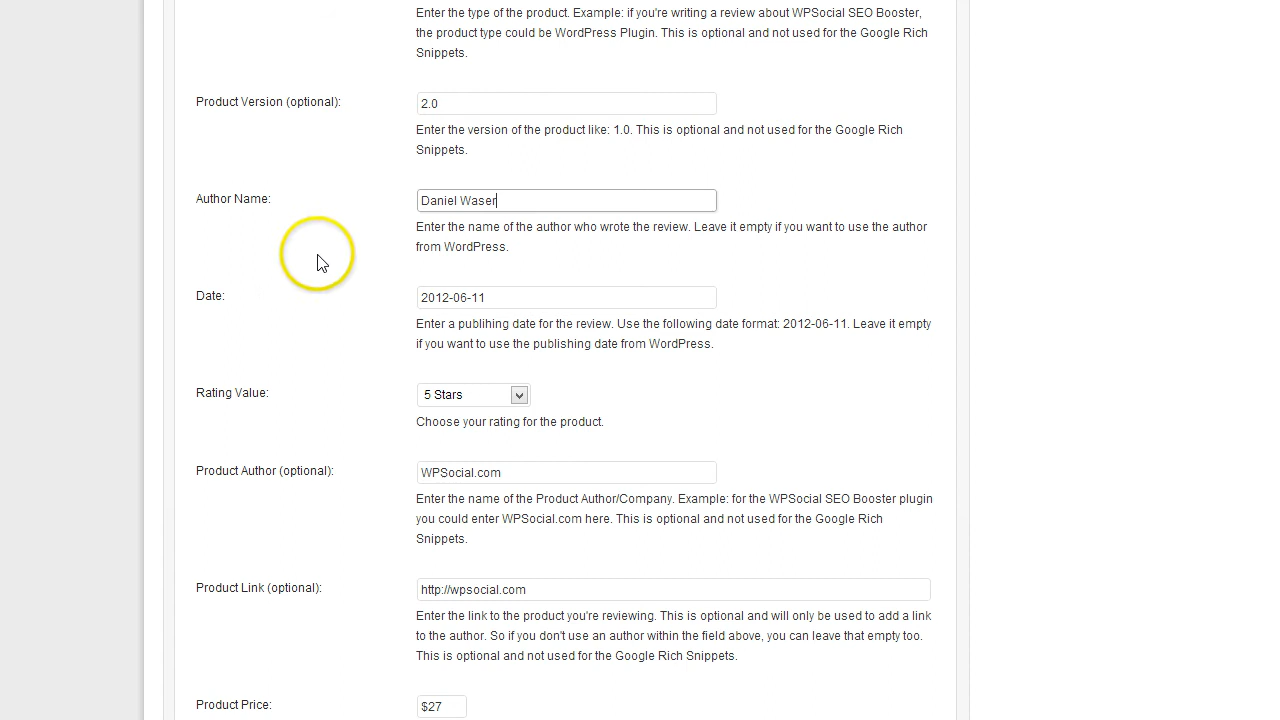 Enter the type of the product. Example: if you're writing a review about WPSocial SEO Booster,
the product type could be WordPress Plugin. This is optional and not used for the Google Rich
Snippets.
Product Version (optional):
2.0
Enter the version of the product like: 1.0. This is optional and not used for the Google Rich
Snippets.
Author Name:
Daniel Waser
Enter the name of the author who wrote the review. Leave it empty if you want to use the author
from WordPress.
Date:
2012-06-11
Enter a publihing date for the review. Use the following date format: 2012-06-11. Leave it empty
if you want to use the publishing date from WordPress.
Rating Value:
5 Stars
Choose your rating for the product.
Product Author (optional):
WPSocial.com
Enter the name of the Product Author/Company. Example: for the WPSocial SEO Booster plugin
you could enter WPSocial.com here. This is optional and not used for the Google Rich
Snippets.
Product Link (optional):
http://wpsocial.com
Enter the link to the product you're reviewing. This is optional and will only be used to add a link
to the author. So if you don't use an author within the field above, you can leave that empty too.
This is optional and not used for the Google Rich Snippets.
Product Price:
$27